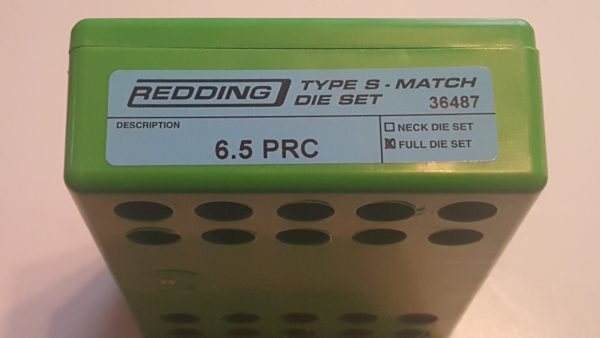 REDDING TYPE S - MATCH
DIE SET 36487
DESCRIPTION
6.5 PRC
NECK DIE SET
FULL DIE SET